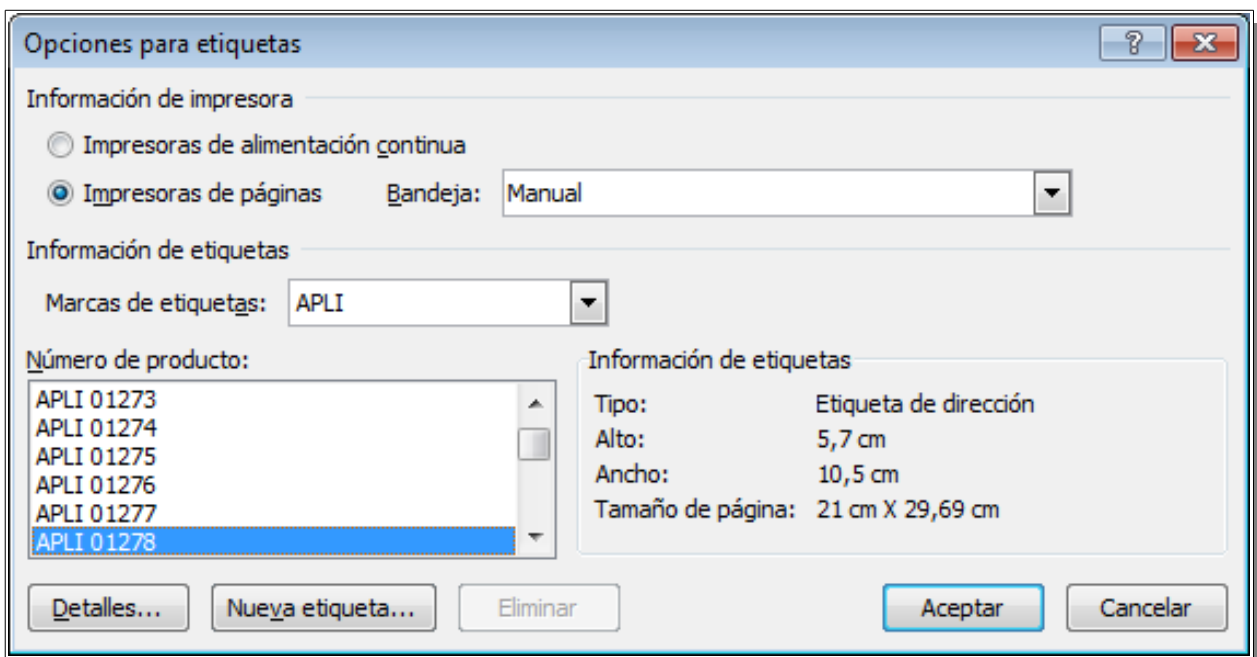 Opciones para etiquetas
Información de impresora
Impresoras de alimentación continua
Impresoras de páginas Bandeja: Manual
Información de etiquetas
Marcas de etiquetas: APLI
Número de producto:
APLI 01273
APLI 01274
APLI 01275
APLI 01276
APLI 01277
APLI 01278
Información de etiquetas
Tipo: Etiqueta de dirección
Alto: 5,7 cm
Ancho: 10,5 cm
Tamaño de página: 21 cm X 29,69 cm
Detalles... Nueva etiqueta... Eliminar Aceptar Cancelar